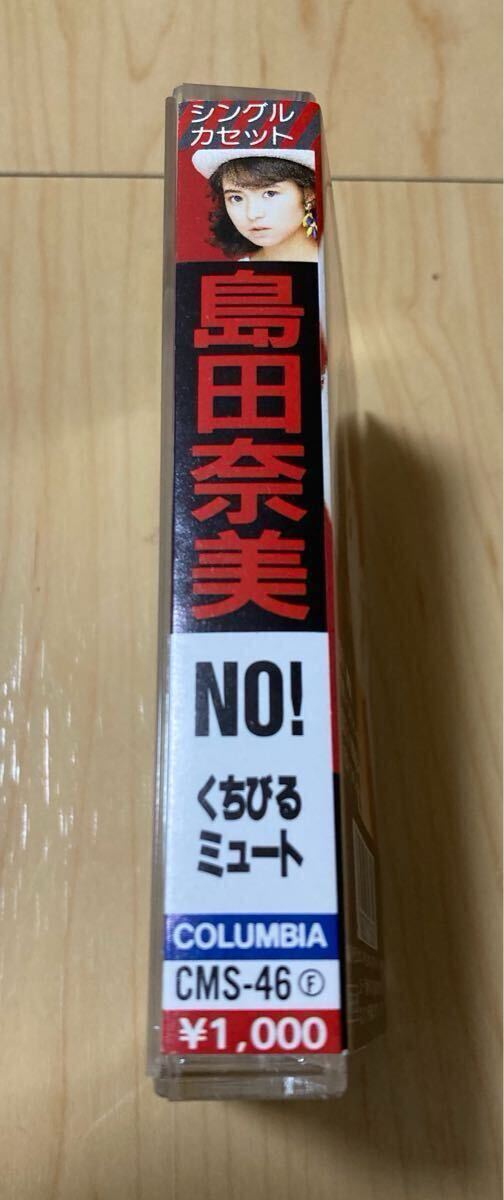 シングル
カセット
島田奈美
NO!
くちびる
ミュート
COLUMBIA
CMS-46 Ⓕ
¥1,000